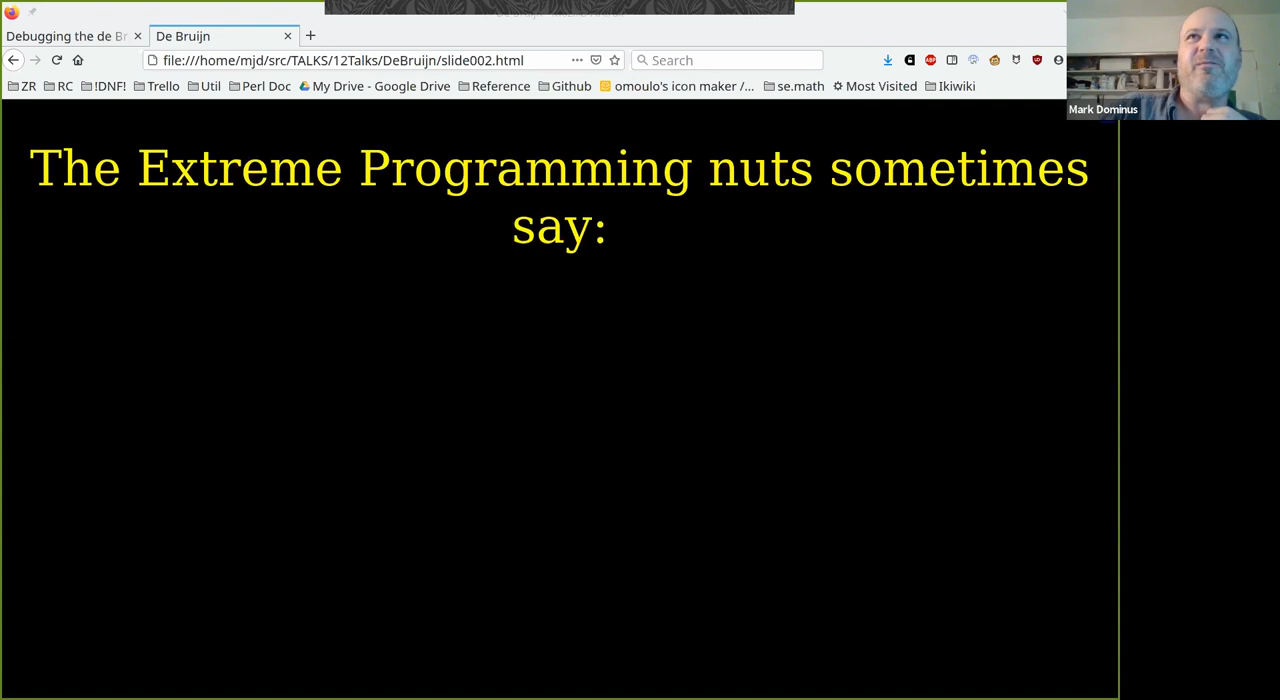 Debugging the de Br
De Bruijn
file:///home/mjd/src/TALKS/12Talks/DeBruijn/slide002.html
Search
ZR RC !DNF! Trello Util Perl Doc My Drive - Google Drive Reference Github omoulo's icon maker /... se.math Most Visited Ikiwiki
Mark Dominus
The Extreme Programming nuts sometimes
say: